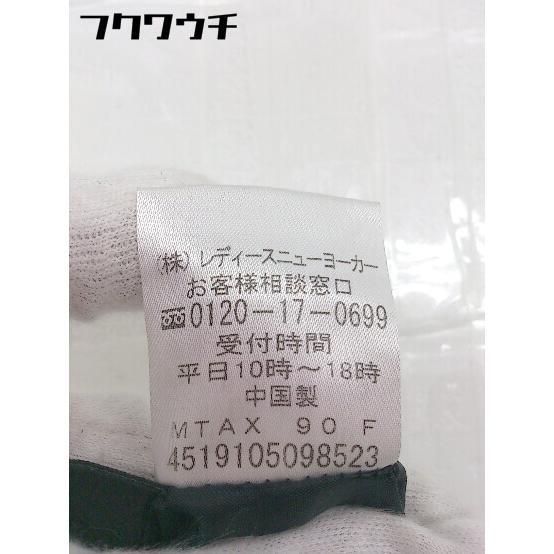 フクワウチ
(株)レディースニューヨーカー
お客様相談窓口
0120-17-0699
受付時間
平日10時～18時
中国製
MTAX 90 F
4519105098523